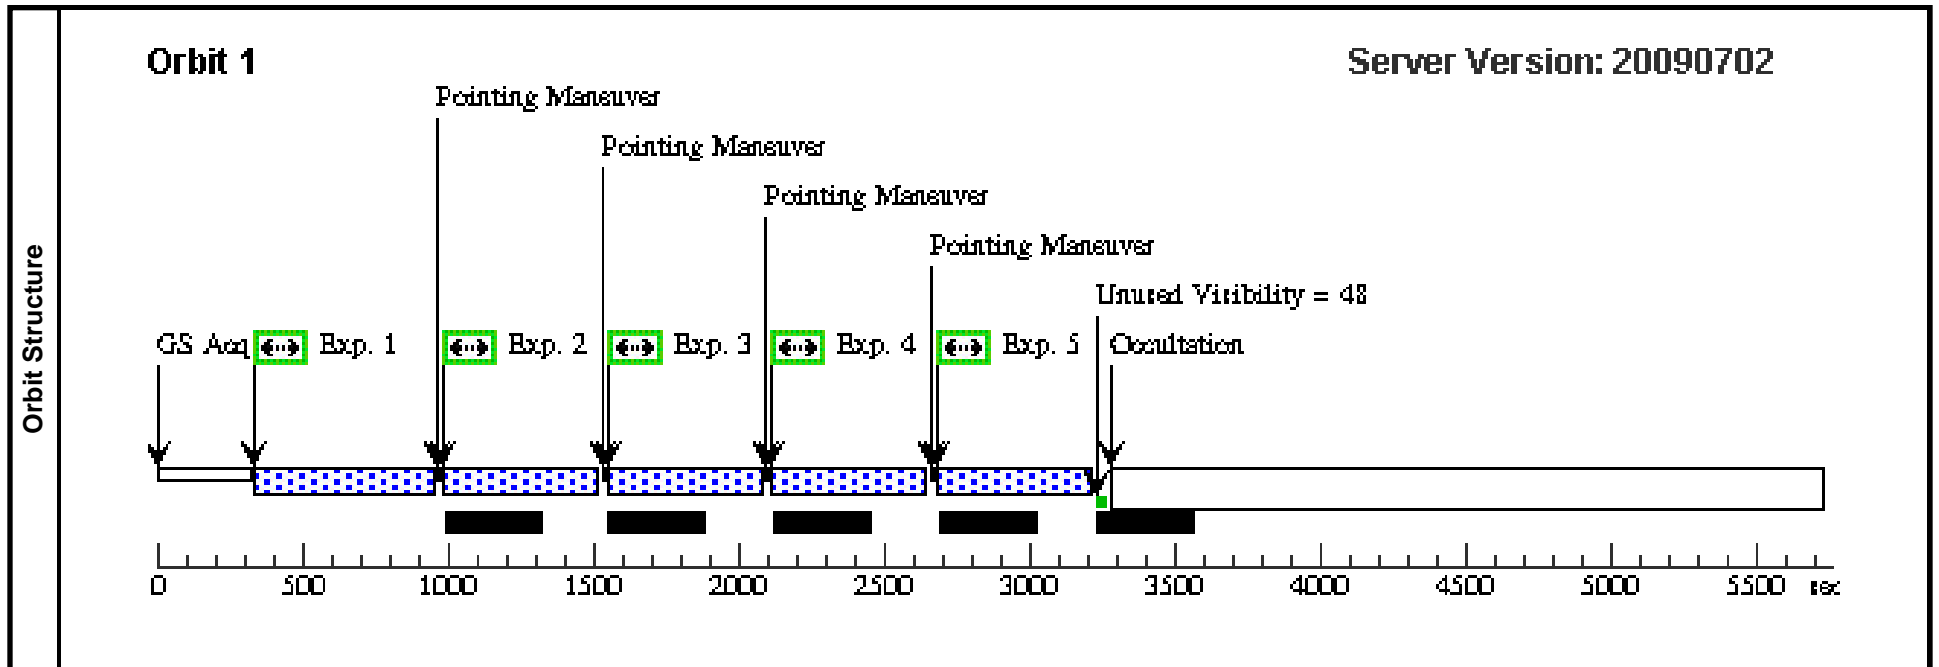 Orbit Structure
Orbit 1
Server Version: 20090702
Pointing Maneuver
Pointing Maneuver
Pointing Maneuver
Pointing Maneuver
Unused Visibility = 48
GS Acq Exp. 1 Exp. 2 Exp. 3 Exp. 4 Exp. 5 Occultation
0 500 1000 1500 2000 2500 3000 3500 4000 4500 5000 5500 sec